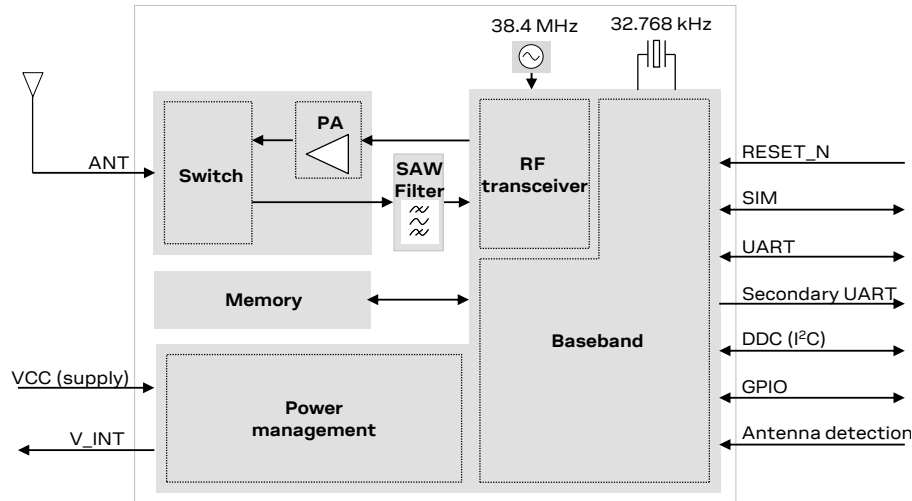 38.4 MHz
32.768 kHz
ANT
Switch
PA
SAW
Filter
RF
transceiver
RESET_N
SIM
UART
Secondary UART
Memory
Baseband
DDC (I²C)
VCC (supply)
GPIO
Power
management
V_INT
Antenna detection